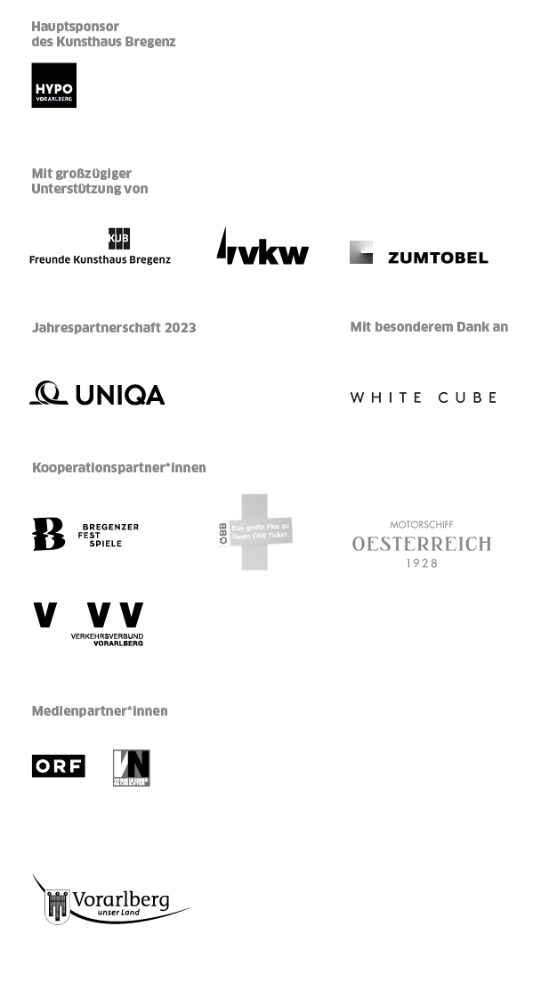 Hauptsponsor
des Kunsthaus Bregenz
HYPO
VORARLBERG
Mit großzügiger
Unterstützung von
KUB
Freunde Kunsthaus Bregenz
vkw
ZUMTOBEL
Jahrespartnerschaft 2023
Mit besonderem Dank an
UNIQA
WHITE CUBE
Kooperationspartner*innen
BREGENZER
FEST
SPIELE
ÖBB
Das große Plus zu
Ihrem ÖBB Ticket.
MOTORSCHIFF
OESTERREICH
1928
V VV
VERKEHRSVERBUND
VORARLBERG
Medienpartner*innen
ORF
VN
VORARLBERGER
NACHRICHTEN
Vorarlberg
unser Land